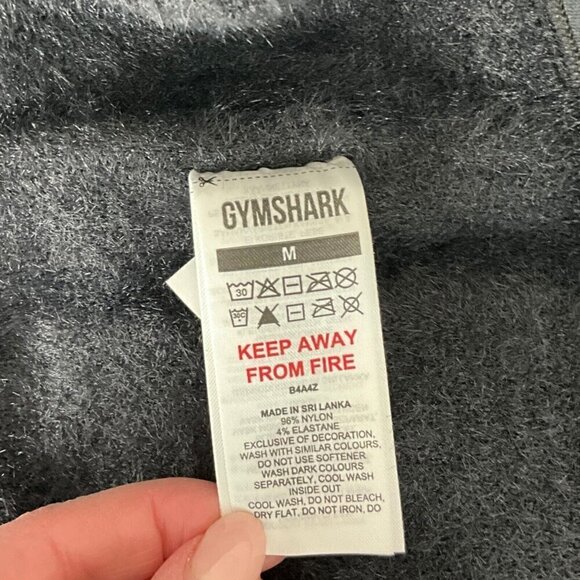 GYMSHARK
M
30
30C
KEEP AWAY
FROM FIRE
B4A4Z
MADE IN SRI LANKA
96% NYLON
4% ELASTANE
EXCLUSIVE OF DECORATION,
WASH WITH SIMILAR COLOURS,
DO NOT USE SOFTENER
WASH DARK COLOURS
SEPARATELY, COOL WASH
INSIDE OUT
COOL WASH, DO NOT BLEACH,
DRY FLAT, DO NOT IRON, DO